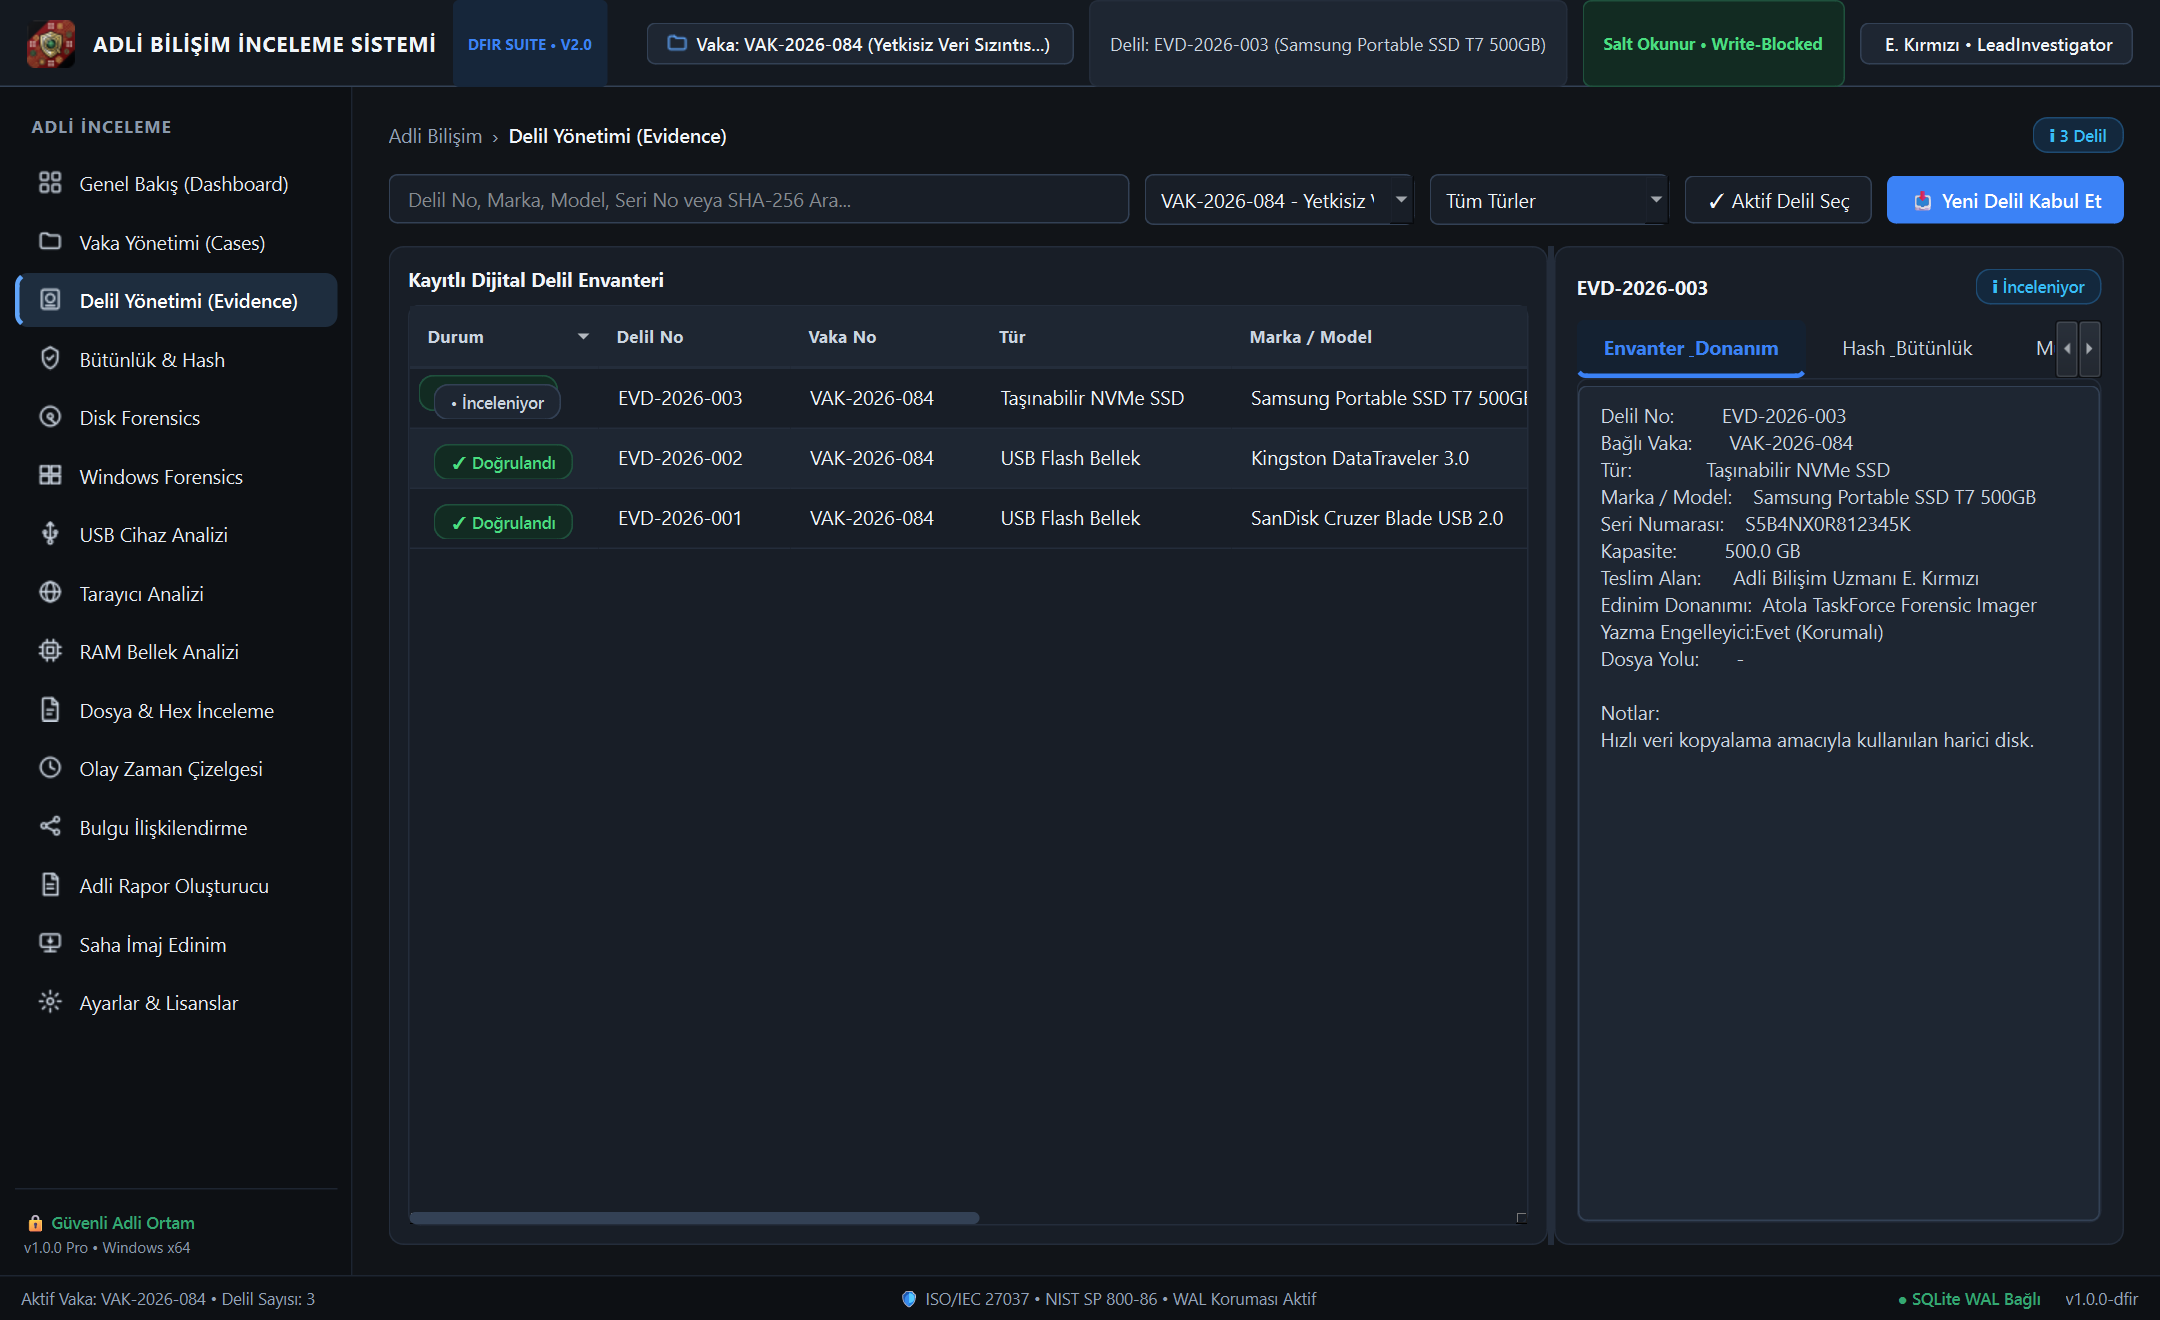 ADLİ BİLİŞİM İNCELEME SİSTEMİ
DFIR SUITE • V2.0
Vaka: VAK-2026-084 (Yetkisiz Veri Sızıntıs...)
Delil: EVD-2026-003 (Samsung Portable SSD T7 500GB)
Salt Okunur • Write-Blocked
E. Kırmızı • LeadInvestigator
ADLİ İNCELEME
Genel Bakış (Dashboard)
Vaka Yönetimi (Cases)
Delil Yönetimi (Evidence)
Bütünlük & Hash
Disk Forensics
Windows Forensics
USB Cihaz Analizi
Tarayıcı Analizi
RAM Bellek Analizi
Dosya & Hex İnceleme
Olay Zaman Çizelgesi
Bulgu İlişkilendirme
Adli Rapor Oluşturucu
Saha İmaj Edinim
Ayarlar & Lisanslar
Güvenli Adli Ortam
v1.0.0 Pro • Windows x64
Adli Bilişim › Delil Yönetimi (Evidence)
i 3 Delil
Delil No, Marka, Model, Seri No veya SHA-256 Ara...
VAK-2026-084 - Yetkisiz
Tüm Türler
✓ Aktif Delil Seç
Yeni Delil Kabul Et
Kayıtlı Dijital Delil Envanteri
Durum Delil No Vaka No Tür Marka / Model
• İnceleniyor EVD-2026-003 VAK-2026-084 Taşınabilir NVMe SSD Samsung Portable SSD T7 500G
✓ Doğrulandı EVD-2026-002 VAK-2026-084 USB Flash Bellek Kingston DataTraveler 3.0
✓ Doğrulandı EVD-2026-001 VAK-2026-084 USB Flash Bellek SanDisk Cruzer Blade USB 2.0
EVD-2026-003
i İnceleniyor
Envanter _Donanım
Hash _Bütünlük
M
Delil No: EVD-2026-003
Bağlı Vaka: VAK-2026-084
Tür: Taşınabilir NVMe SSD
Marka / Model: Samsung Portable SSD T7 500GB
Seri Numarası: S5B4NX0R812345K
Kapasite: 500.0 GB
Teslim Alan: Adli Bilişim Uzmanı E. Kırmızı
Edinim Donanımı: Atola TaskForce Forensic Imager
Yazma Engelleyici:Evet (Korumalı)
Dosya Yolu: -
Notlar:
Hızlı veri kopyalama amacıyla kullanılan harici disk.
Aktif Vaka: VAK-2026-084 • Delil Sayısı: 3
ISO/IEC 27037 • NIST SP 800-86 • WAL Koruması Aktif
● SQLite WAL Bağlı
v1.0.0-dfir